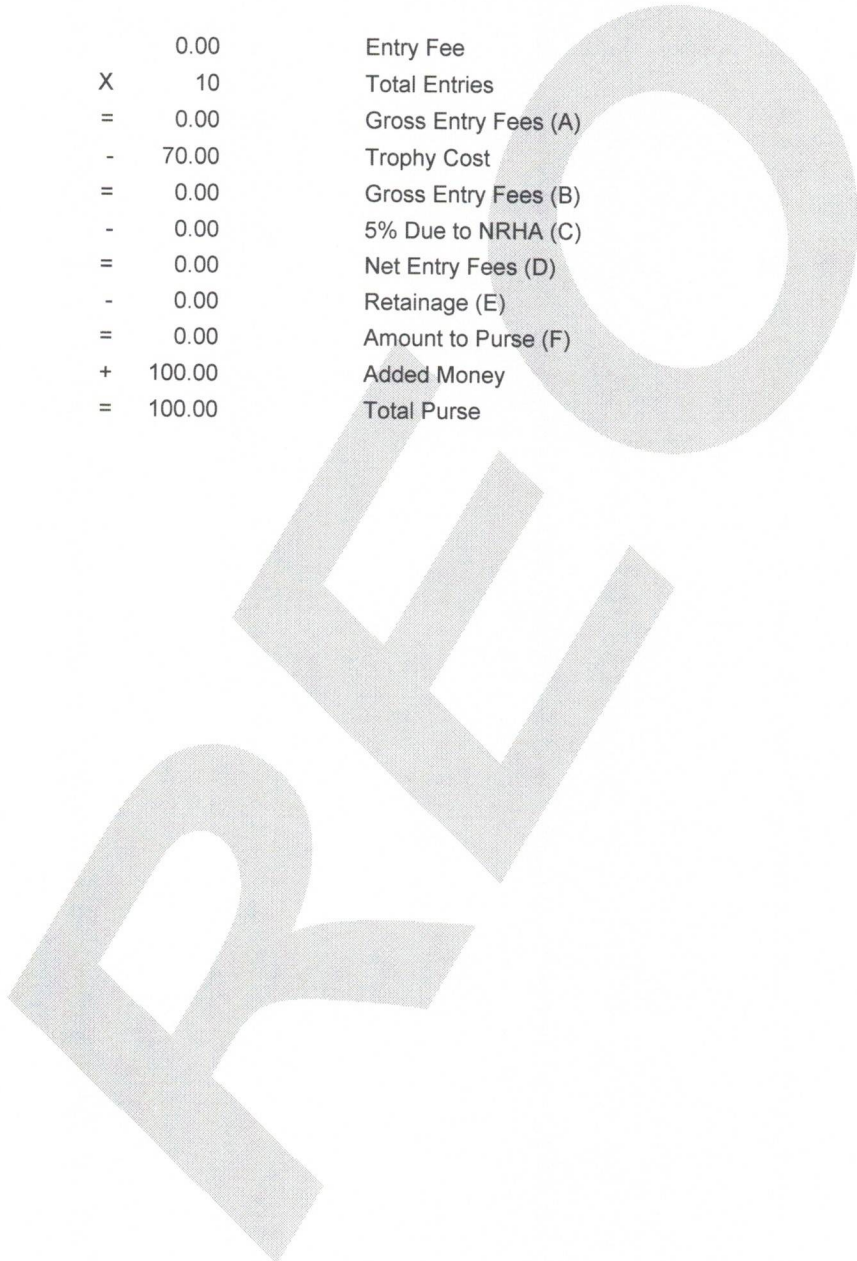 0.00 Entry Fee
X 10 Total Entries
= 0.00 Gross Entry Fees (A)
- 70.00 Trophy Cost
= 0.00 Gross Entry Fees (B)
- 0.00 5% Due to NRHA (C)
= 0.00 Net Entry Fees (D)
- 0.00 Retainage (E)
= 0.00 Amount to Purse (F)
+ 100.00 Added Money
= 100.00 Total Purse
REO